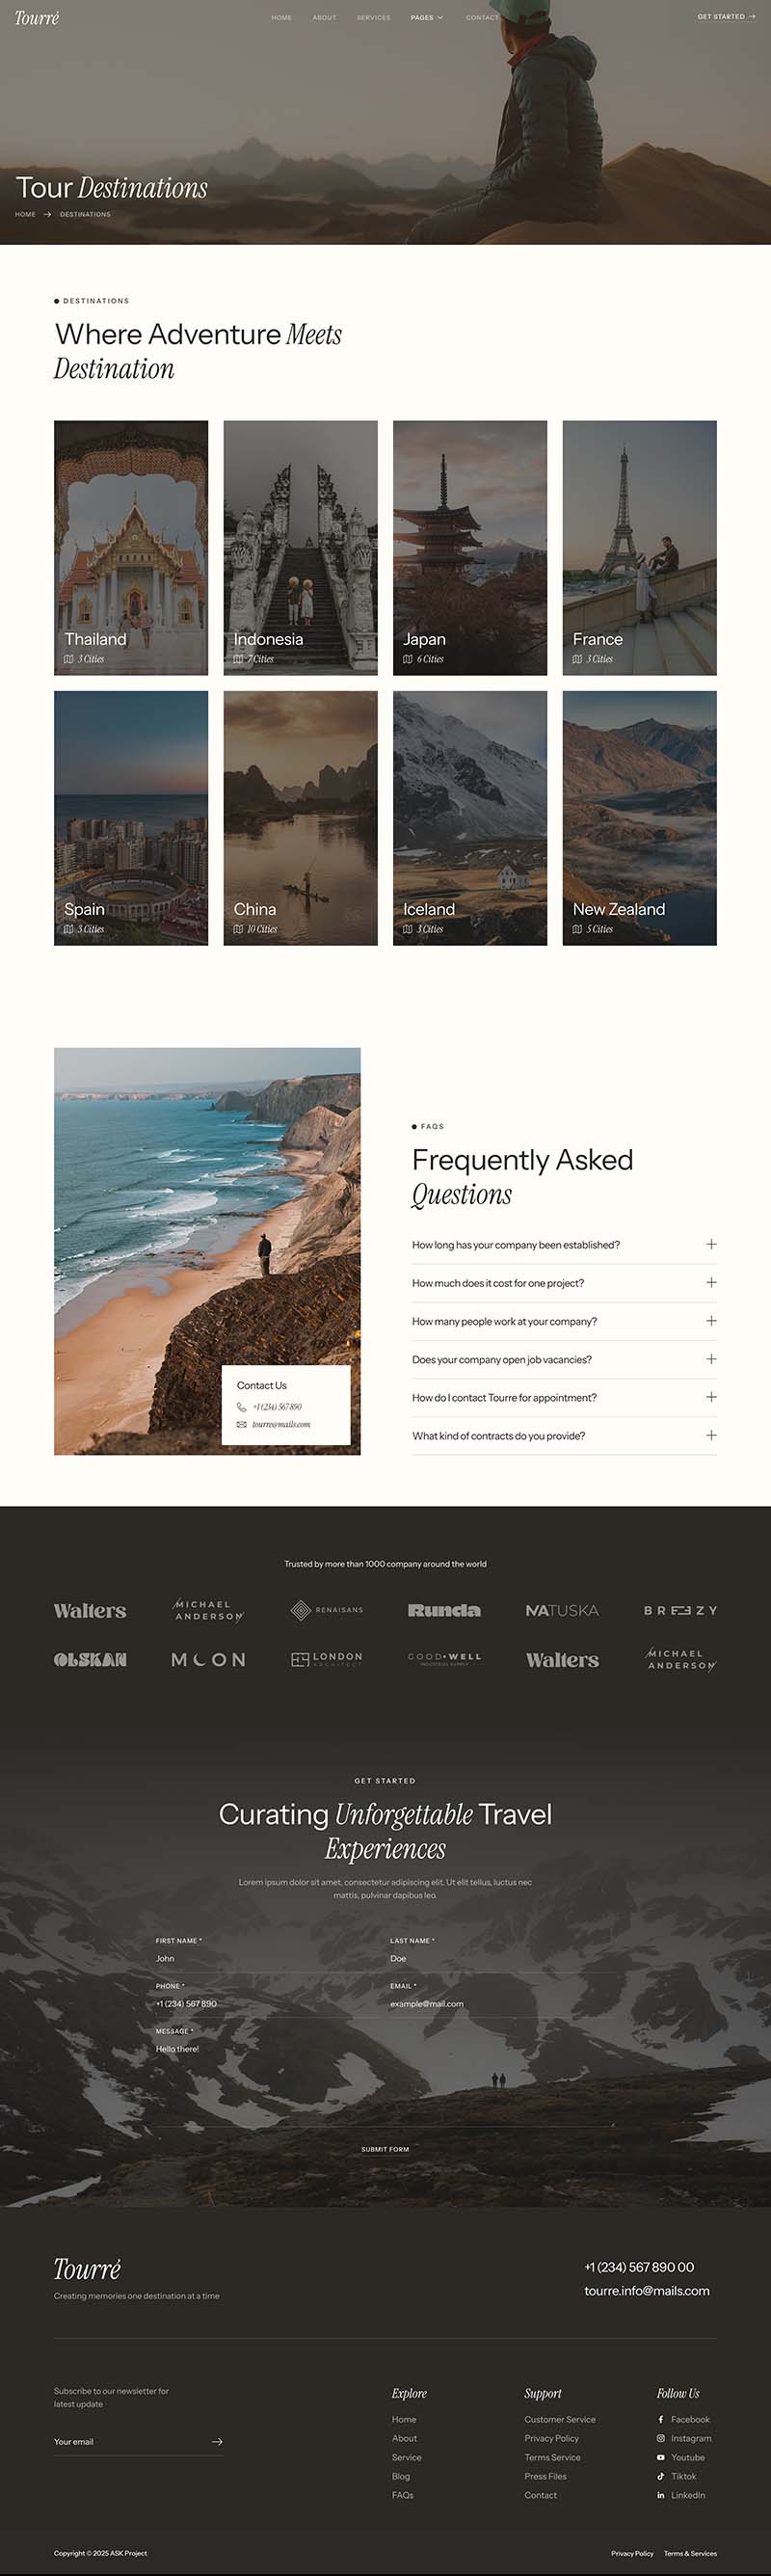 Tourré
HOME ABOUT SERVICES PAGES CONTACT
GET STARTED
Tour Destinations
HOME DESTINATIONS
DESTINATIONS
Where Adventure Meets
Destination
Thailand
3 Cities
Indonesia
7 Cities
Japan
6 Cities
France
3 Cities
Spain
3 Cities
China
10 Cities
Iceland
3 Cities
New Zealand
5 Cities
Contact Us
+1 (234) 567 890
tourre@mails.com
FAQS
Frequently Asked
Questions
How long has your company been established?
How much does it cost for one project?
How many people work at your company?
Does your company open job vacancies?
How do I contact Tourre for appointment?
What kind of contracts do you provide?
Trusted by more than 1000 company around the world
Walters
MICHAEL
ANDERSON
RENAISANS
Runda
NATUSKA
BREEZY
OLSKAN
MOON
LONDON
ARCHITECT
GOOD WELL
Walters
MICHAEL
ANDERSON
GET STARTED
Curating Unforgettable Travel
Experiences
Lorem ipsum dolor sit amet, consectetur adipiscing elit. Ut elit tellus, luctus nec
mattis, pulvinar dapibus leo.
FIRST NAME *
John
LAST NAME *
Doe
PHONE *
+1 (234) 567 890
EMAIL *
example@mail.com
MESSAGE *
Hello there!
SUBMIT FORM
Tourré
Creating memories one destination at a time
+1 (234) 567 890 00
tourre.info@mails.com
Subscribe to our newsletter for
latest update
Your email
Explore
Home
About
Service
Blog
FAQs
Support
Customer Service
Privacy Policy
Terms Service
Press Files
Contact
Follow Us
Facebook
Instagram
Youtube
Tiktok
LinkedIn
Copyright © 2025 ASK Project
Privacy Policy Terms & Services